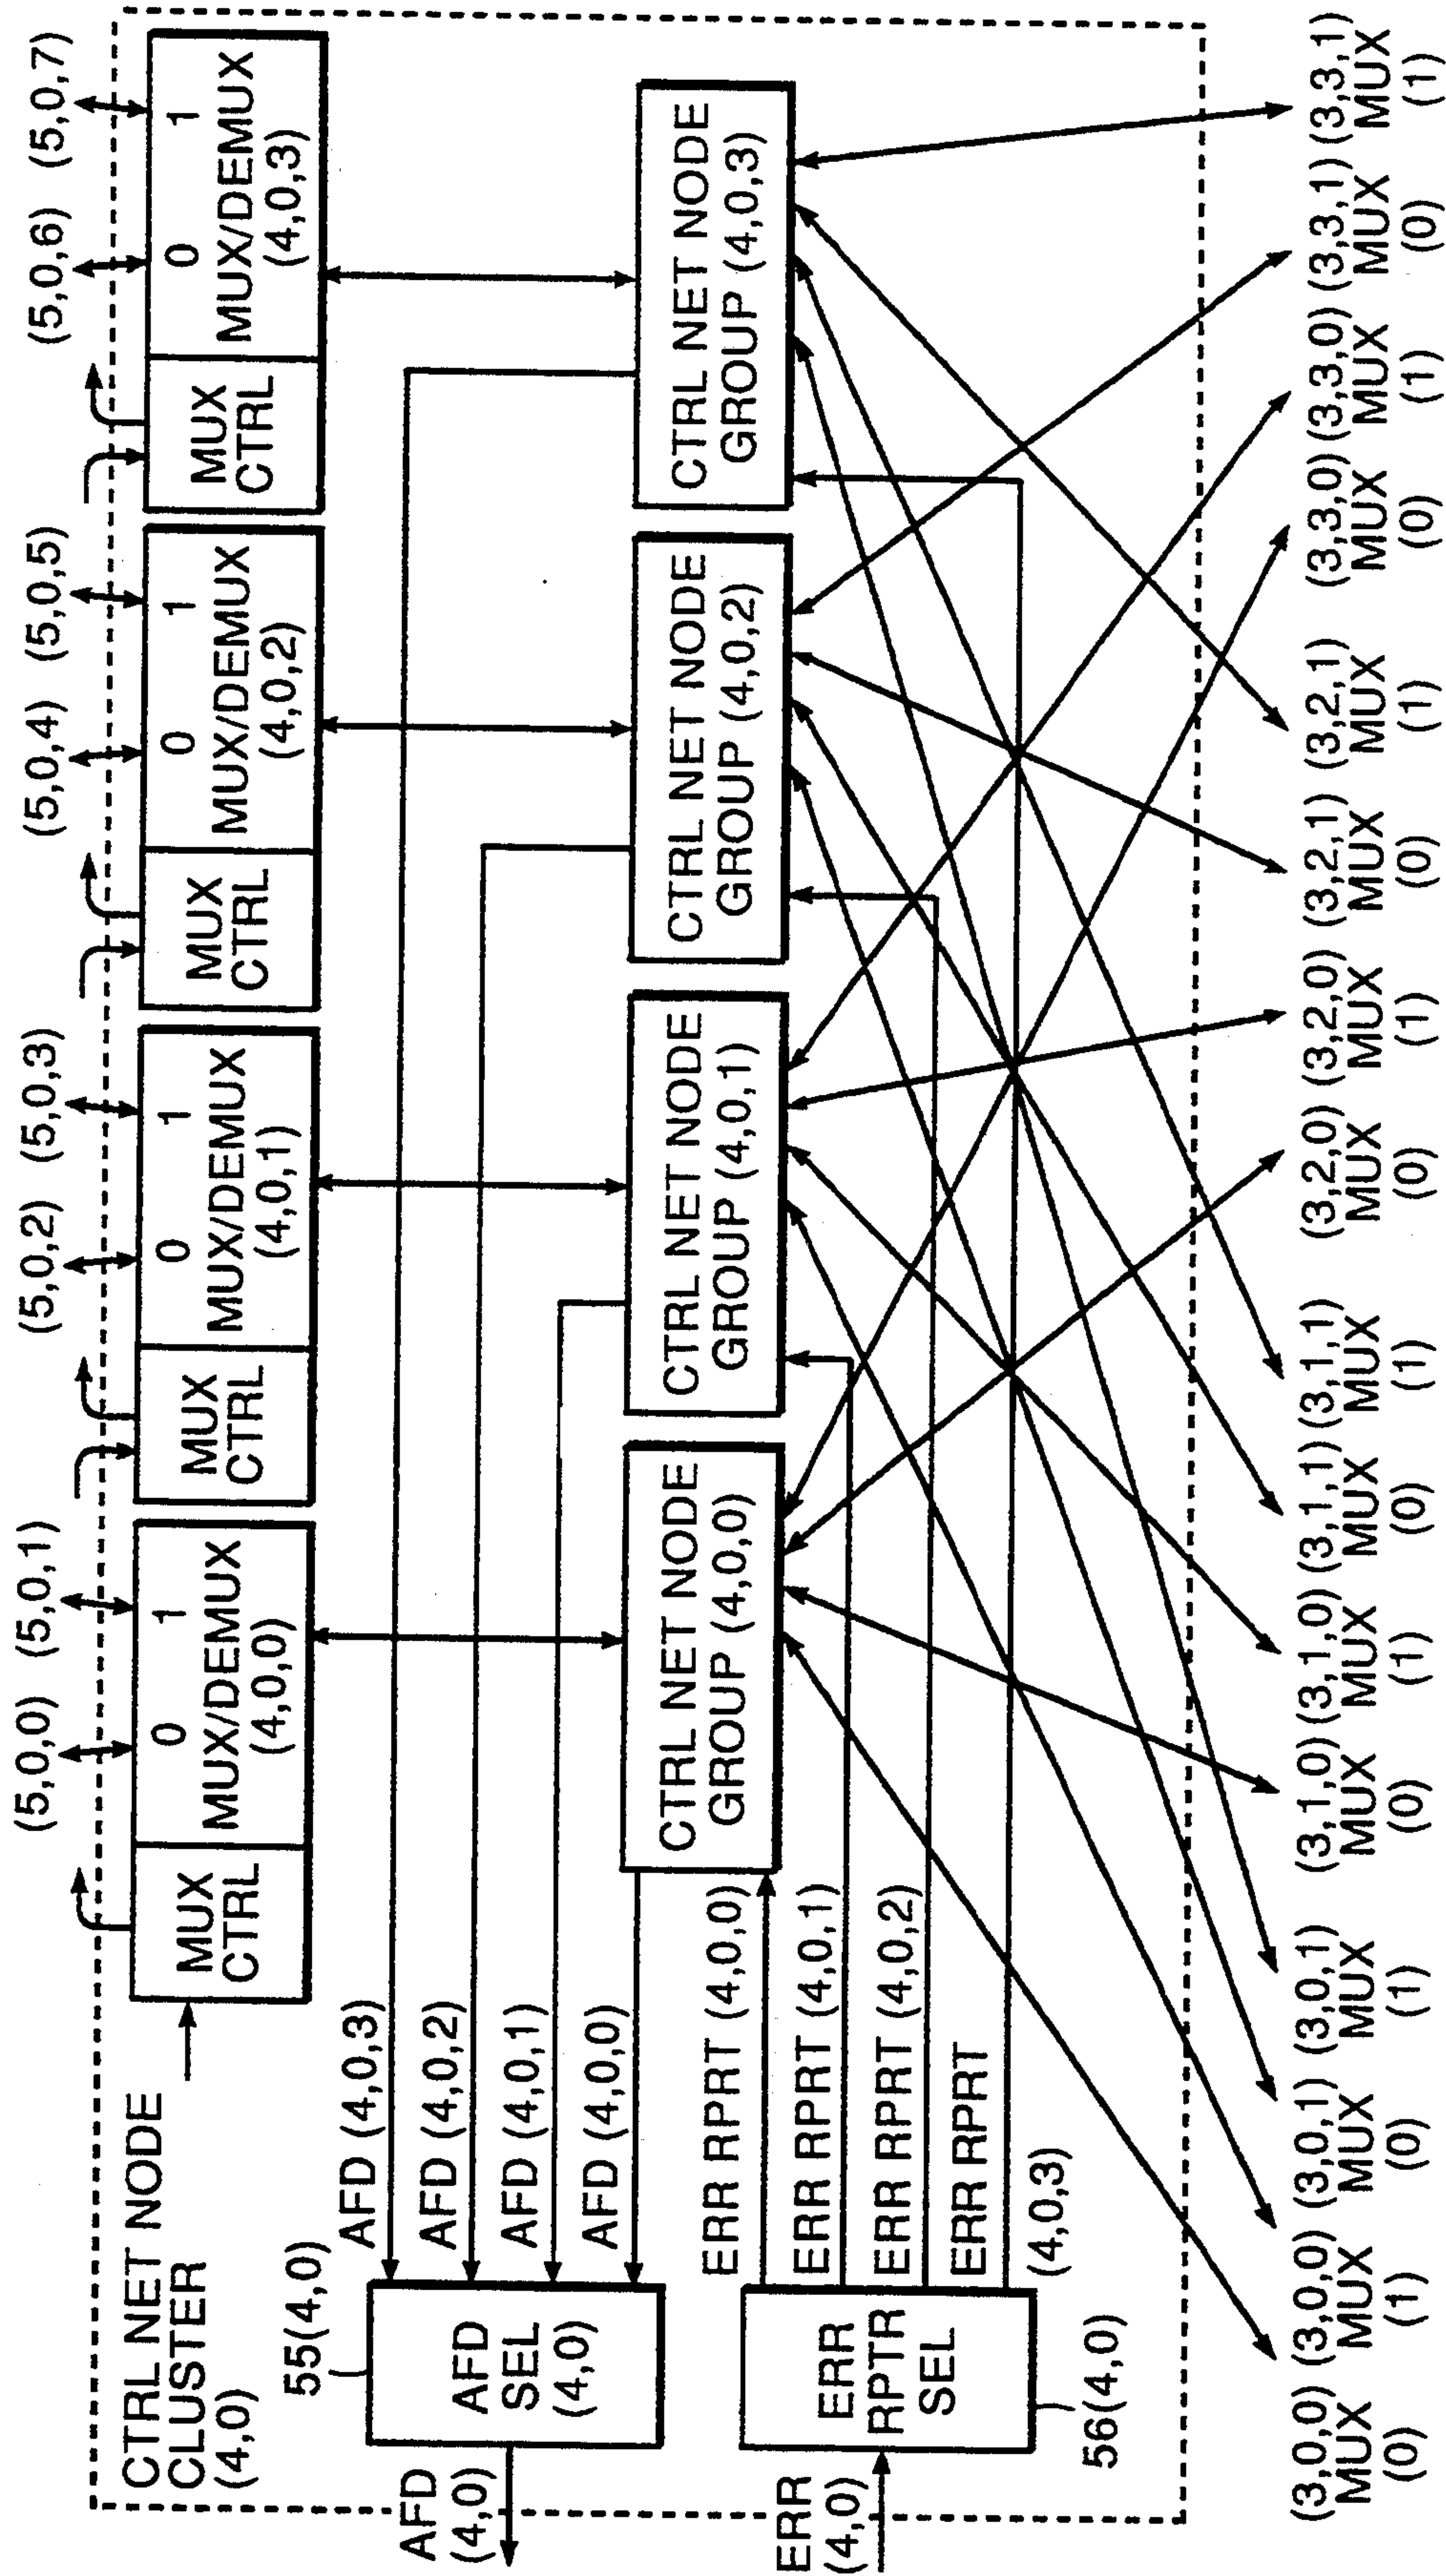 (5,0,0) (5,0,1) (5,0,2) (5,0,3) (5,0,4) (5,0,5) (5,0,6) (5,0,7)
CTRL NET NODE
CLUSTER
(4,0)
MUX
CTRL
0 1
MUX/DEMUX
(4,0,0)
MUX
CTRL
0 1
MUX/DEMUX
(4,0,1)
MUX
CTRL
0 1
MUX/DEMUX
(4,0,2)
MUX
CTRL
0 1
MUX/DEMUX
(4,0,3)
55(4,0)
AFD (4,0,3)
AFD (4,0,2)
AFD (4,0,1)
AFD (4,0,0)
AFD
SEL
(4,0)
AFD
(4,0)
CTRL NET NODE
GROUP (4,0,0)
CTRL NET NODE
GROUP (4,0,1)
CTRL NET NODE
GROUP (4,0,2)
CTRL NET NODE
GROUP (4,0,3)
ERR RPRT (4,0,0)
ERR RPRT (4,0,1)
ERR RPRT (4,0,2)
ERR RPRT
(4,0,3)
ERR
RPTR
SEL
ERR
(4,0)
56(4,0)
(3,0,0) (3,0,0) (3,0,1) (3,0,1) (3,1,0) (3,1,0) (3,1,1) (3,1,1) (3,2,0) (3,2,0) (3,2,1) (3,2,1) (3,3,0) (3,3,0) (3,3,1) (3,3,1)
MUX MUX MUX MUX MUX MUX MUX MUX MUX MUX MUX MUX MUX MUX MUX MUX
(0) (1) (0) (1) (0) (1) (0) (1) (0) (1) (0) (1) (0) (1) (0) (1)